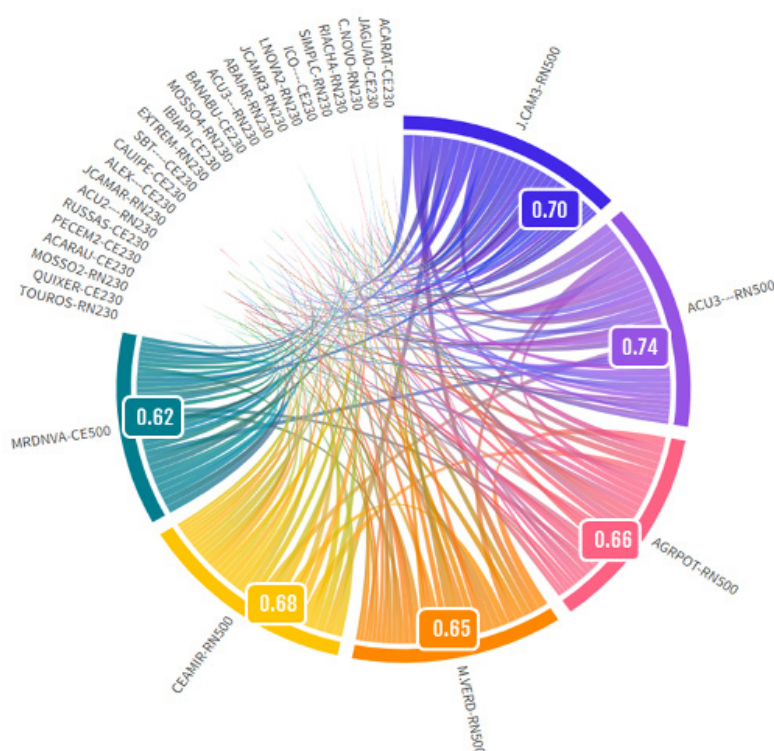 ACARAT-CE230
JAGUAD-CE230
C.NOVO-RN230
RIACHA-RN230
SIMPLC-RN230
ICO----CE230
LNOVA2-RN230
JCAMR3-RN230
ABAIAR-RN230
ACU3---RN230
BANABU-CE230
MOSSO4-RN230
IBIAPI-CE230
EXTREM-RN230
SBT----CE230
CAUIPE-CE230
ALEX---CE230
JCAMAR-RN230
ACU2---RN230
RUSSAS-CE230
PECEM2-CE230
ACARAU-CE230
MOSSO2-RN230
QUIXER-CE230
TOUROS-RN230
J.CAM3-RN500
0.70
ACU3---RN500
0.74
AGRPOT-RN500
0.66
M.VERD-RN500
0.65
CEAMIR-RN500
0.68
MRDNVA-CE500
0.62